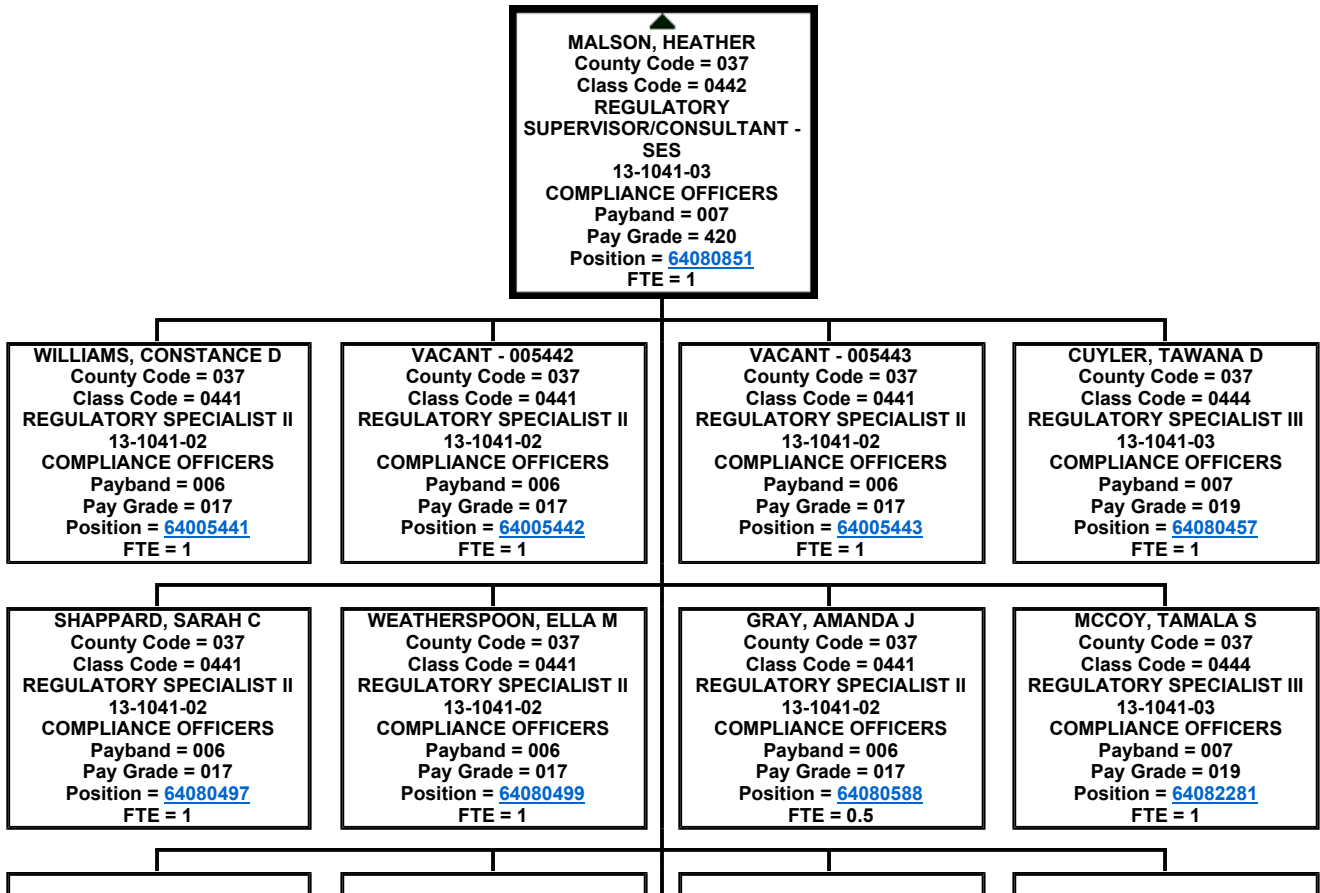 MALSON, HEATHER
County Code = 037
Class Code = 0442
REGULATORY
SUPERVISOR/CONSULTANT -
SES
13-1041-03
COMPLIANCE OFFICERS
Payband = 007
Pay Grade = 420
Position = 64080851
FTE = 1
WILLIAMS, CONSTANCE D
County Code = 037
Class Code = 0441
REGULATORY SPECIALIST II
13-1041-02
COMPLIANCE OFFICERS
Payband = 006
Pay Grade = 017
Position = 64005441
FTE = 1
VACANT - 005442
County Code = 037
Class Code = 0441
REGULATORY SPECIALIST II
13-1041-02
COMPLIANCE OFFICERS
Payband = 006
Pay Grade = 017
Position = 64005442
FTE = 1
VACANT - 005443
County Code = 037
Class Code = 0441
REGULATORY SPECIALIST II
13-1041-02
COMPLIANCE OFFICERS
Payband = 006
Pay Grade = 017
Position = 64005443
FTE = 1
CUYLER, TAWANA D
County Code = 037
Class Code = 0444
REGULATORY SPECIALIST III
13-1041-03
COMPLIANCE OFFICERS
Payband = 007
Pay Grade = 019
Position = 64080457
FTE = 1
SHAPPARD, SARAH C
County Code = 037
Class Code = 0441
REGULATORY SPECIALIST II
13-1041-02
COMPLIANCE OFFICERS
Payband = 006
Pay Grade = 017
Position = 64080497
FTE = 1
WEATHERSPOON, ELLA M
County Code = 037
Class Code = 0441
REGULATORY SPECIALIST II
13-1041-02
COMPLIANCE OFFICERS
Payband = 006
Pay Grade = 017
Position = 64080499
FTE = 1
GRAY, AMANDA J
County Code = 037
Class Code = 0441
REGULATORY SPECIALIST II
13-1041-02
COMPLIANCE OFFICERS
Payband = 006
Pay Grade = 017
Position = 64080588
FTE = 0.5
MCCOY, TAMALA S
County Code = 037
Class Code = 0444
REGULATORY SPECIALIST III
13-1041-03
COMPLIANCE OFFICERS
Payband = 007
Pay Grade = 019
Position = 64082281
FTE = 1